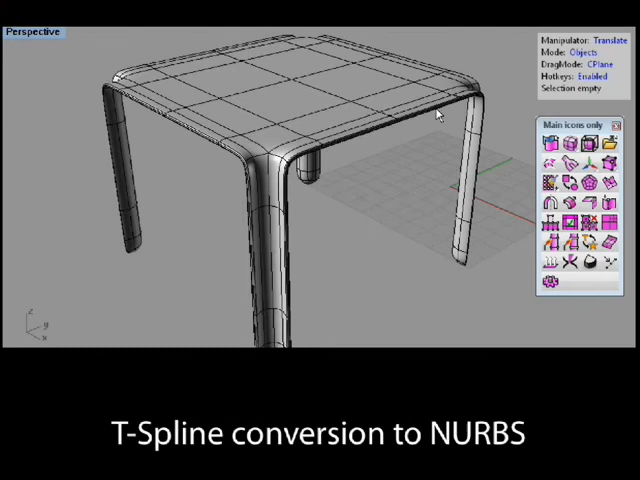 Perspective
Manipulator: Translate
Mode: Objects
DragMode: CPlane
Hotkeys: Enabled
Selection empty
Main icons only
z
y
x
T-Spline conversion to NURBS